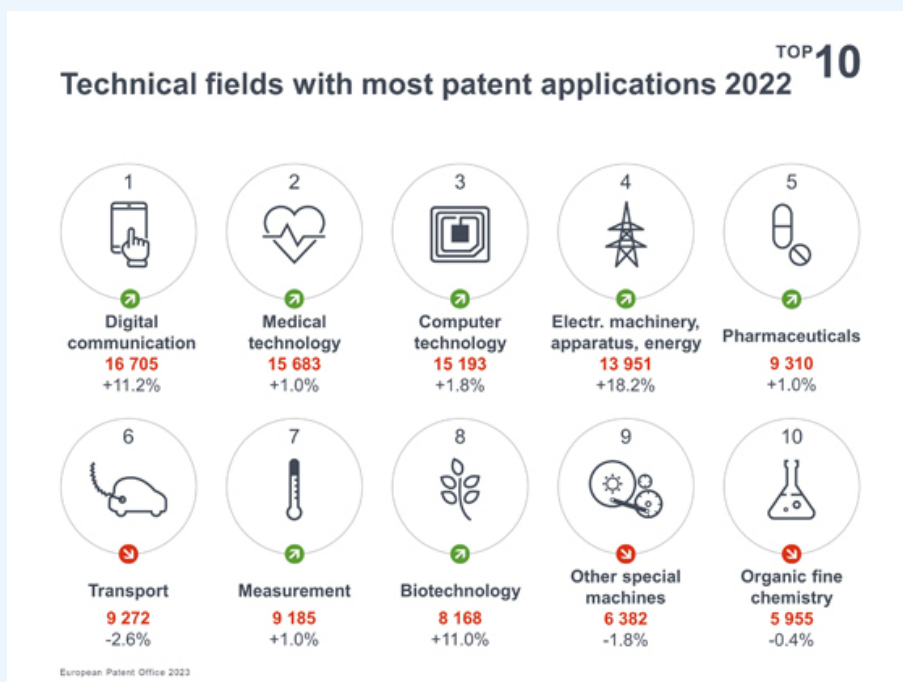 TOP 10
Technical fields with most patent applications 2022
1
Digital
communication
16 705
+11.2%
2
Medical
technology
15 683
+1.0%
3
Computer
technology
15 193
+1.8%
4
Electr. machinery,
apparatus, energy
13 951
+18.2%
5
Pharmaceuticals
9 310
+1.0%
6
Transport
9 272
-2.6%
7
Measurement
9 185
+1.0%
8
Biotechnology
8 168
+11.0%
9
Other special
machines
6 382
-1.8%
10
Organic fine
chemistry
5 955
-0.4%
European Patent Office 2023